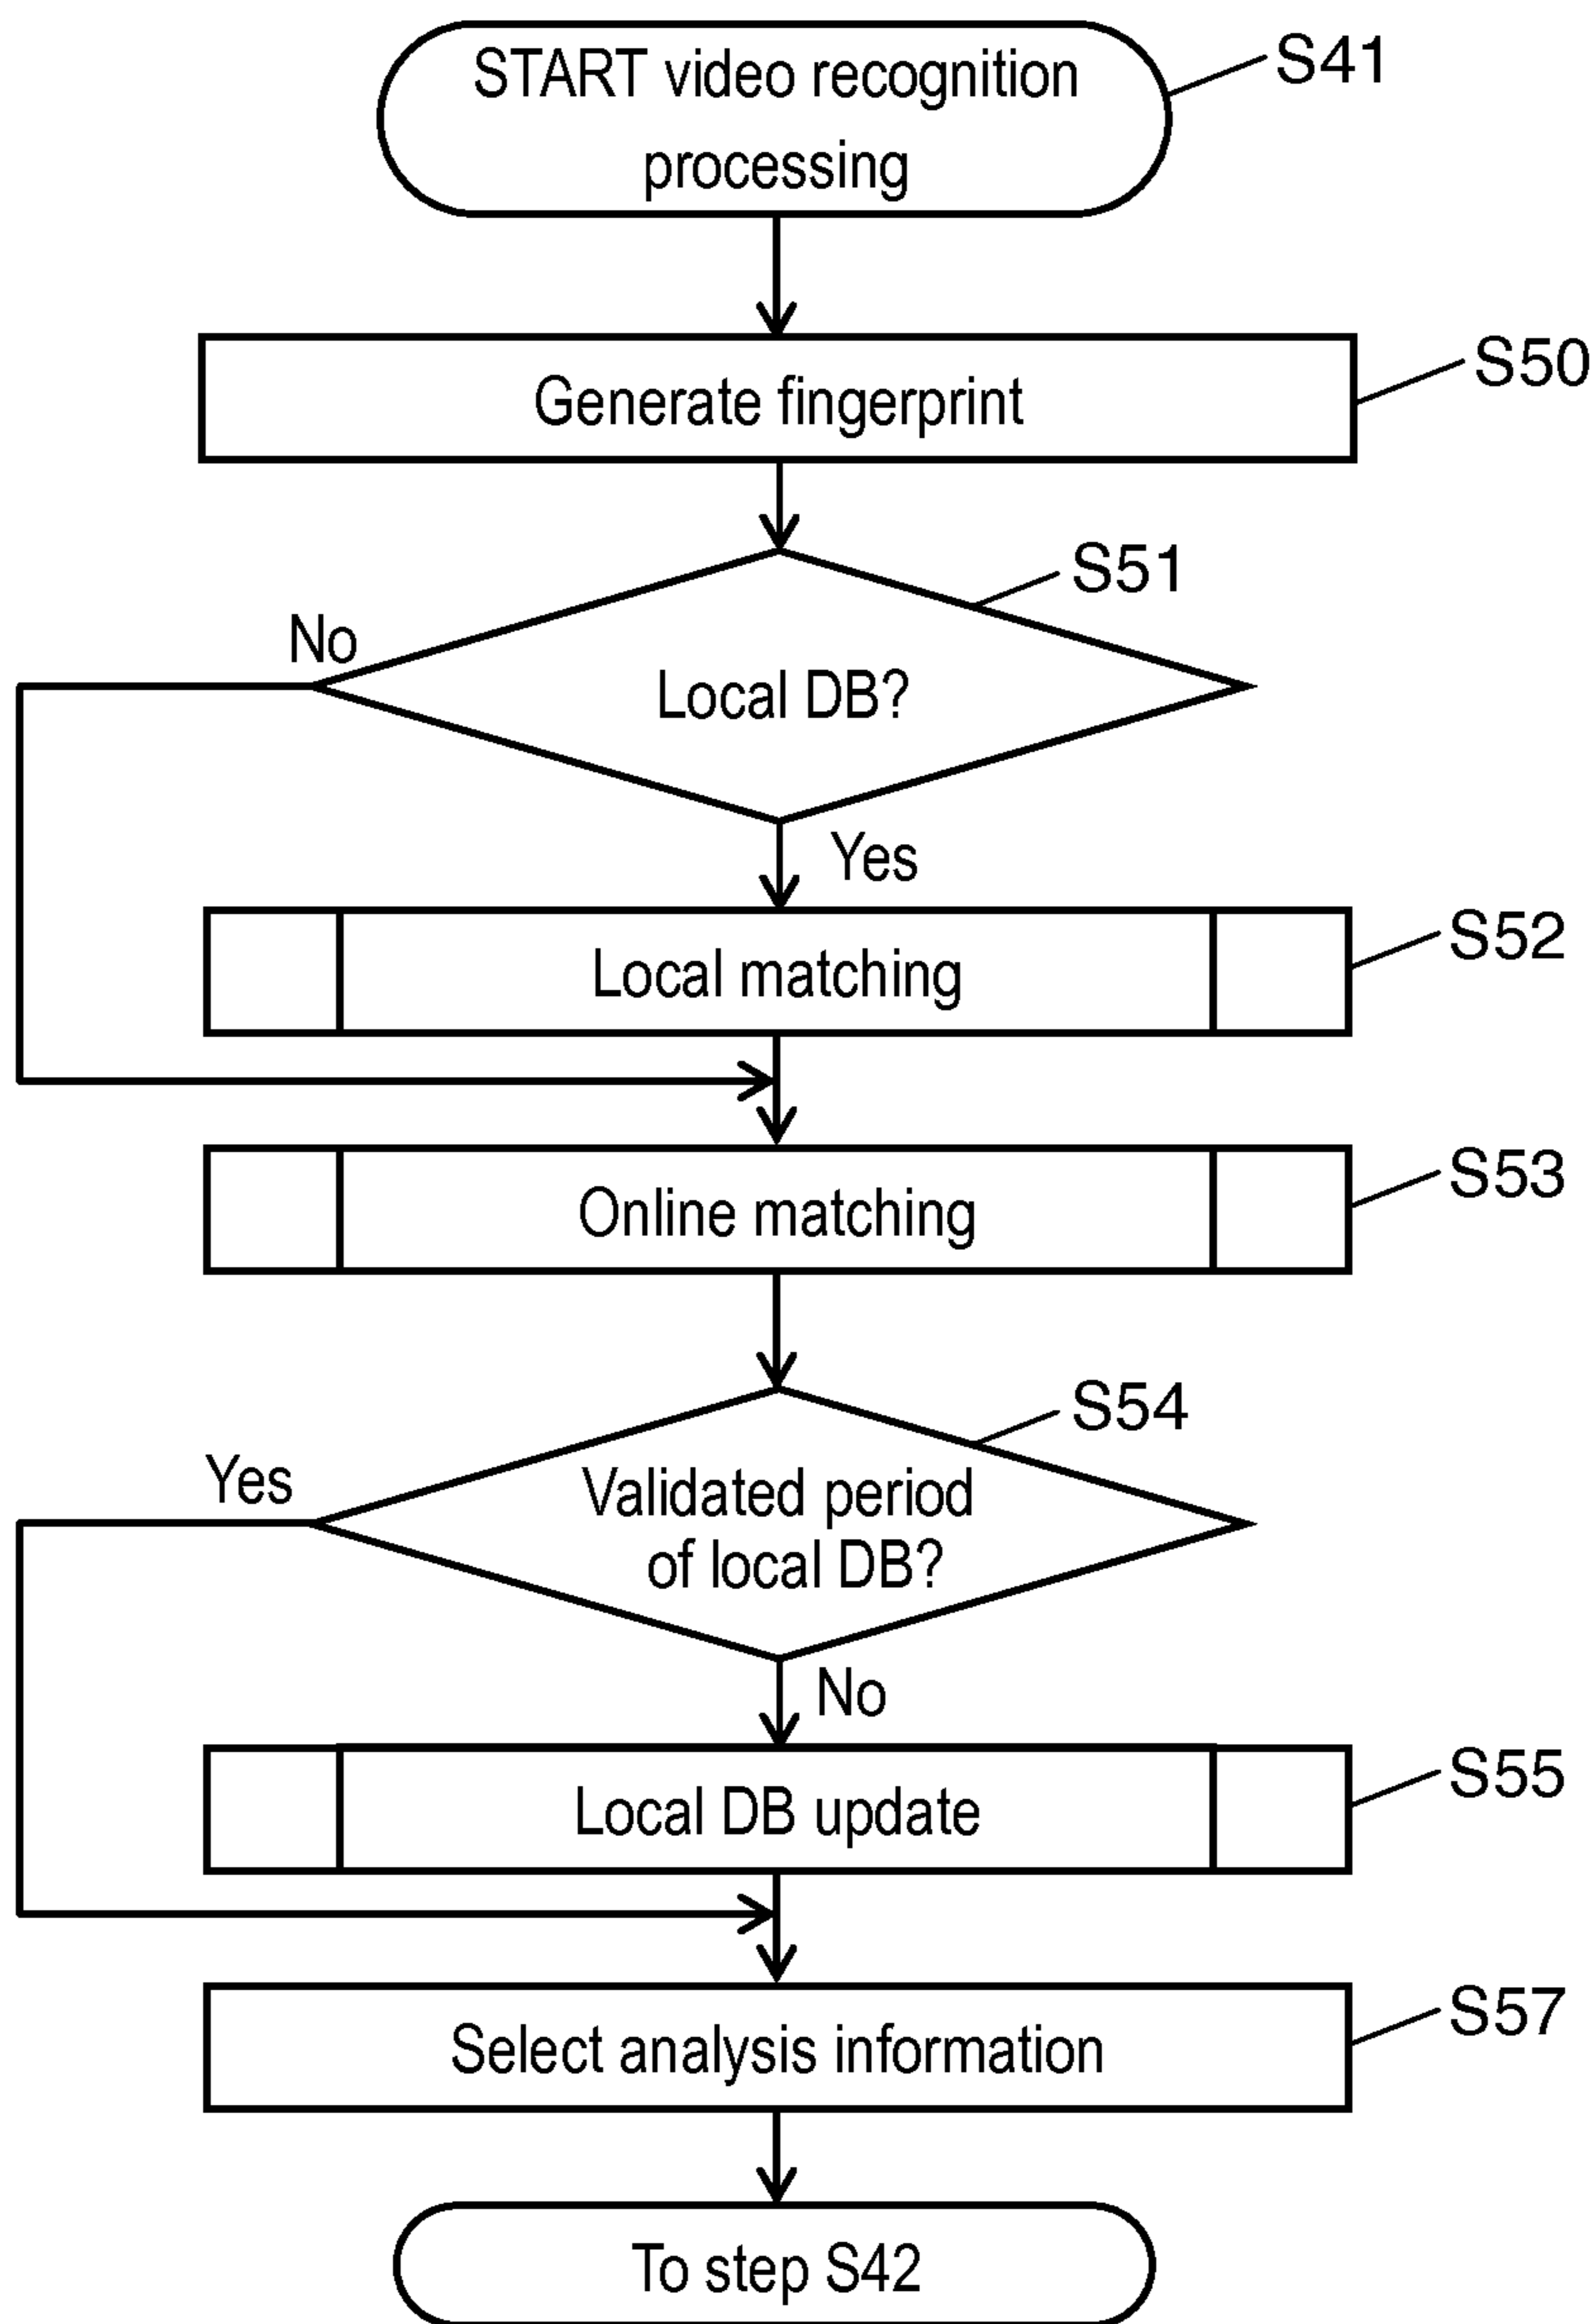 START video recognition
processing
S41
Generate fingerprint
S50
S51
No
Local DB?
Yes
Local matching
S52
Online matching
S53
S54
Yes
Validated period
of local DB?
No
Local DB update
S55
Select analysis information
S57
To step S42